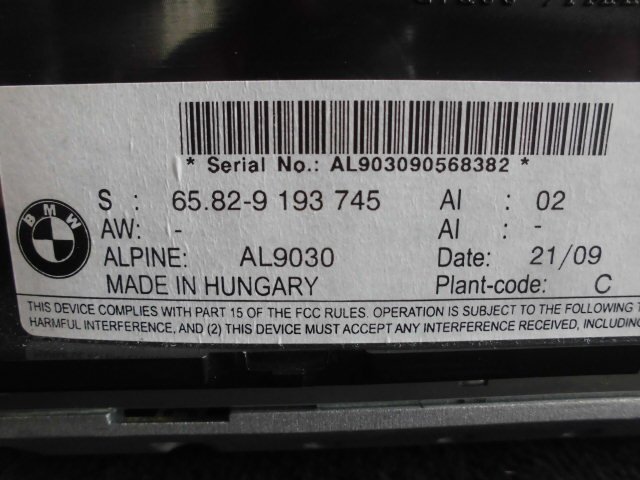 * Serial No.: AL903090568382 *
BMW
S : 65.82-9 193 745 AI : 02
AW: - AI : -
ALPINE: AL9030 Date: 21/09
MADE IN HUNGARY Plant-code: C
THIS DEVICE COMPLIES WITH PART 15 OF THE FCC RULES. OPERATION IS SUBJECT TO THE FOLLOWING
HARMFUL INTERFERENCE, AND (2) THIS DEVICE MUST ACCEPT ANY INTERFERENCE RECEIVED,